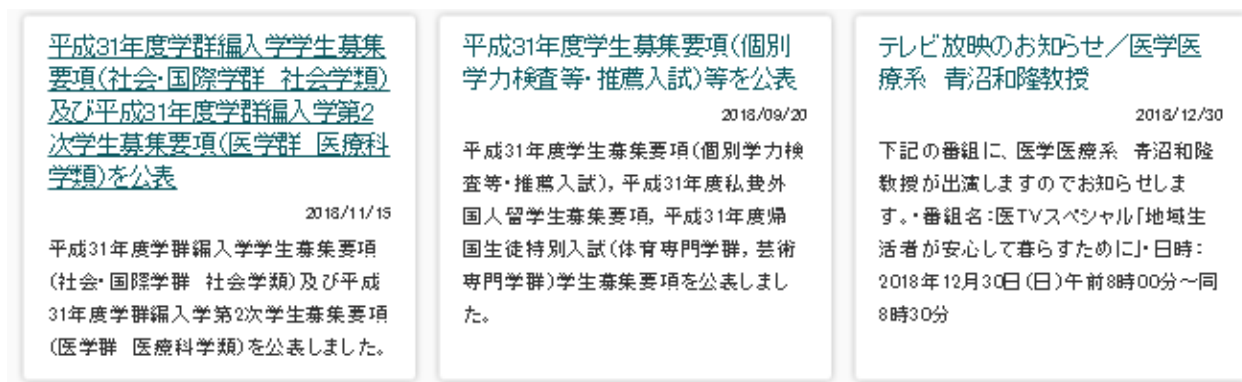 平成31年度学群編入学学生募集
要項(社会・国際学群　社会学類)
及び平成31年度学群編入学第2
次学生募集要項(医学群　医療科
学類)を公表
2018/11/15
平成31年度学群編入学学生募集要項
(社会・国際学群　社会学類)及び平成
31年度学群編入学第2次学生募集要項
(医学群　医療科学類)を公表しました。
平成31年度学生募集要項(個別
学力検査等・推薦入試)等を公表
2018/09/20
平成31年度学生募集要項(個別学力検
査等・推薦入試),平成31年度私費外
国人留学生募集要項,平成31年度帰
国生徒特別入試(体育専門学群,芸術
専門学群)学生募集要項を公表しまし
た。
テレビ放映のお知らせ／医学医
療系　青沼和隆教授
2018/12/30
下記の番組に、医学医療系　青沼和隆
教授が出演しますのでお知らせしま
す。・番組名：医TVスペシャル「地域生
活者が安心して暮らすために」・日時：
2018年12月30日(日)午前8時00分～同
8時30分